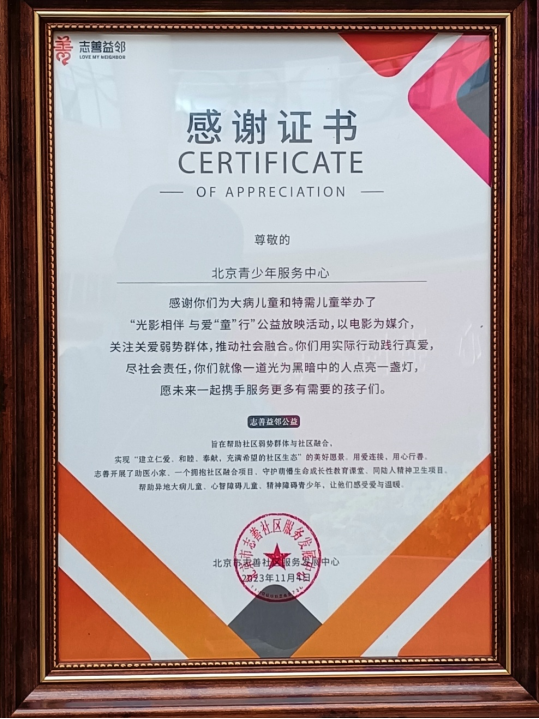 善
志善益邻
LOVE MY NEIGHBOR
感谢证书
CERTIFICATE
OF APPRECIATION
尊敬的
北京青少年服务中心
感谢你们为大病儿童和特需儿童举办了
“光影相伴 与爱“童”行”公益放映活动，以电影为媒介，
关注关爱弱势群体，推动社会融合。你们用实际行动践行真爱，
尽社会责任，你们就像一道光为黑暗中的人点亮一盏灯，
愿未来一起携手服务更多有需要的孩子们。
志善益邻公益
旨在帮助社区弱势群体与社区融合，
实现“建立仁爱、和睦、奉献，充满希望的社区生态”的美好愿景。用爱连接，用心行善。
志善开展了助医小家、一个拥抱社区融合项目、守护萌播生命成长性教育课堂、同陪人精神卫生项目，
帮助异地大病儿童、心智障碍儿童、精神障碍青少年，让他们感受爱与温暖。
北京市志善社区服务发展中心
2023年11月4日